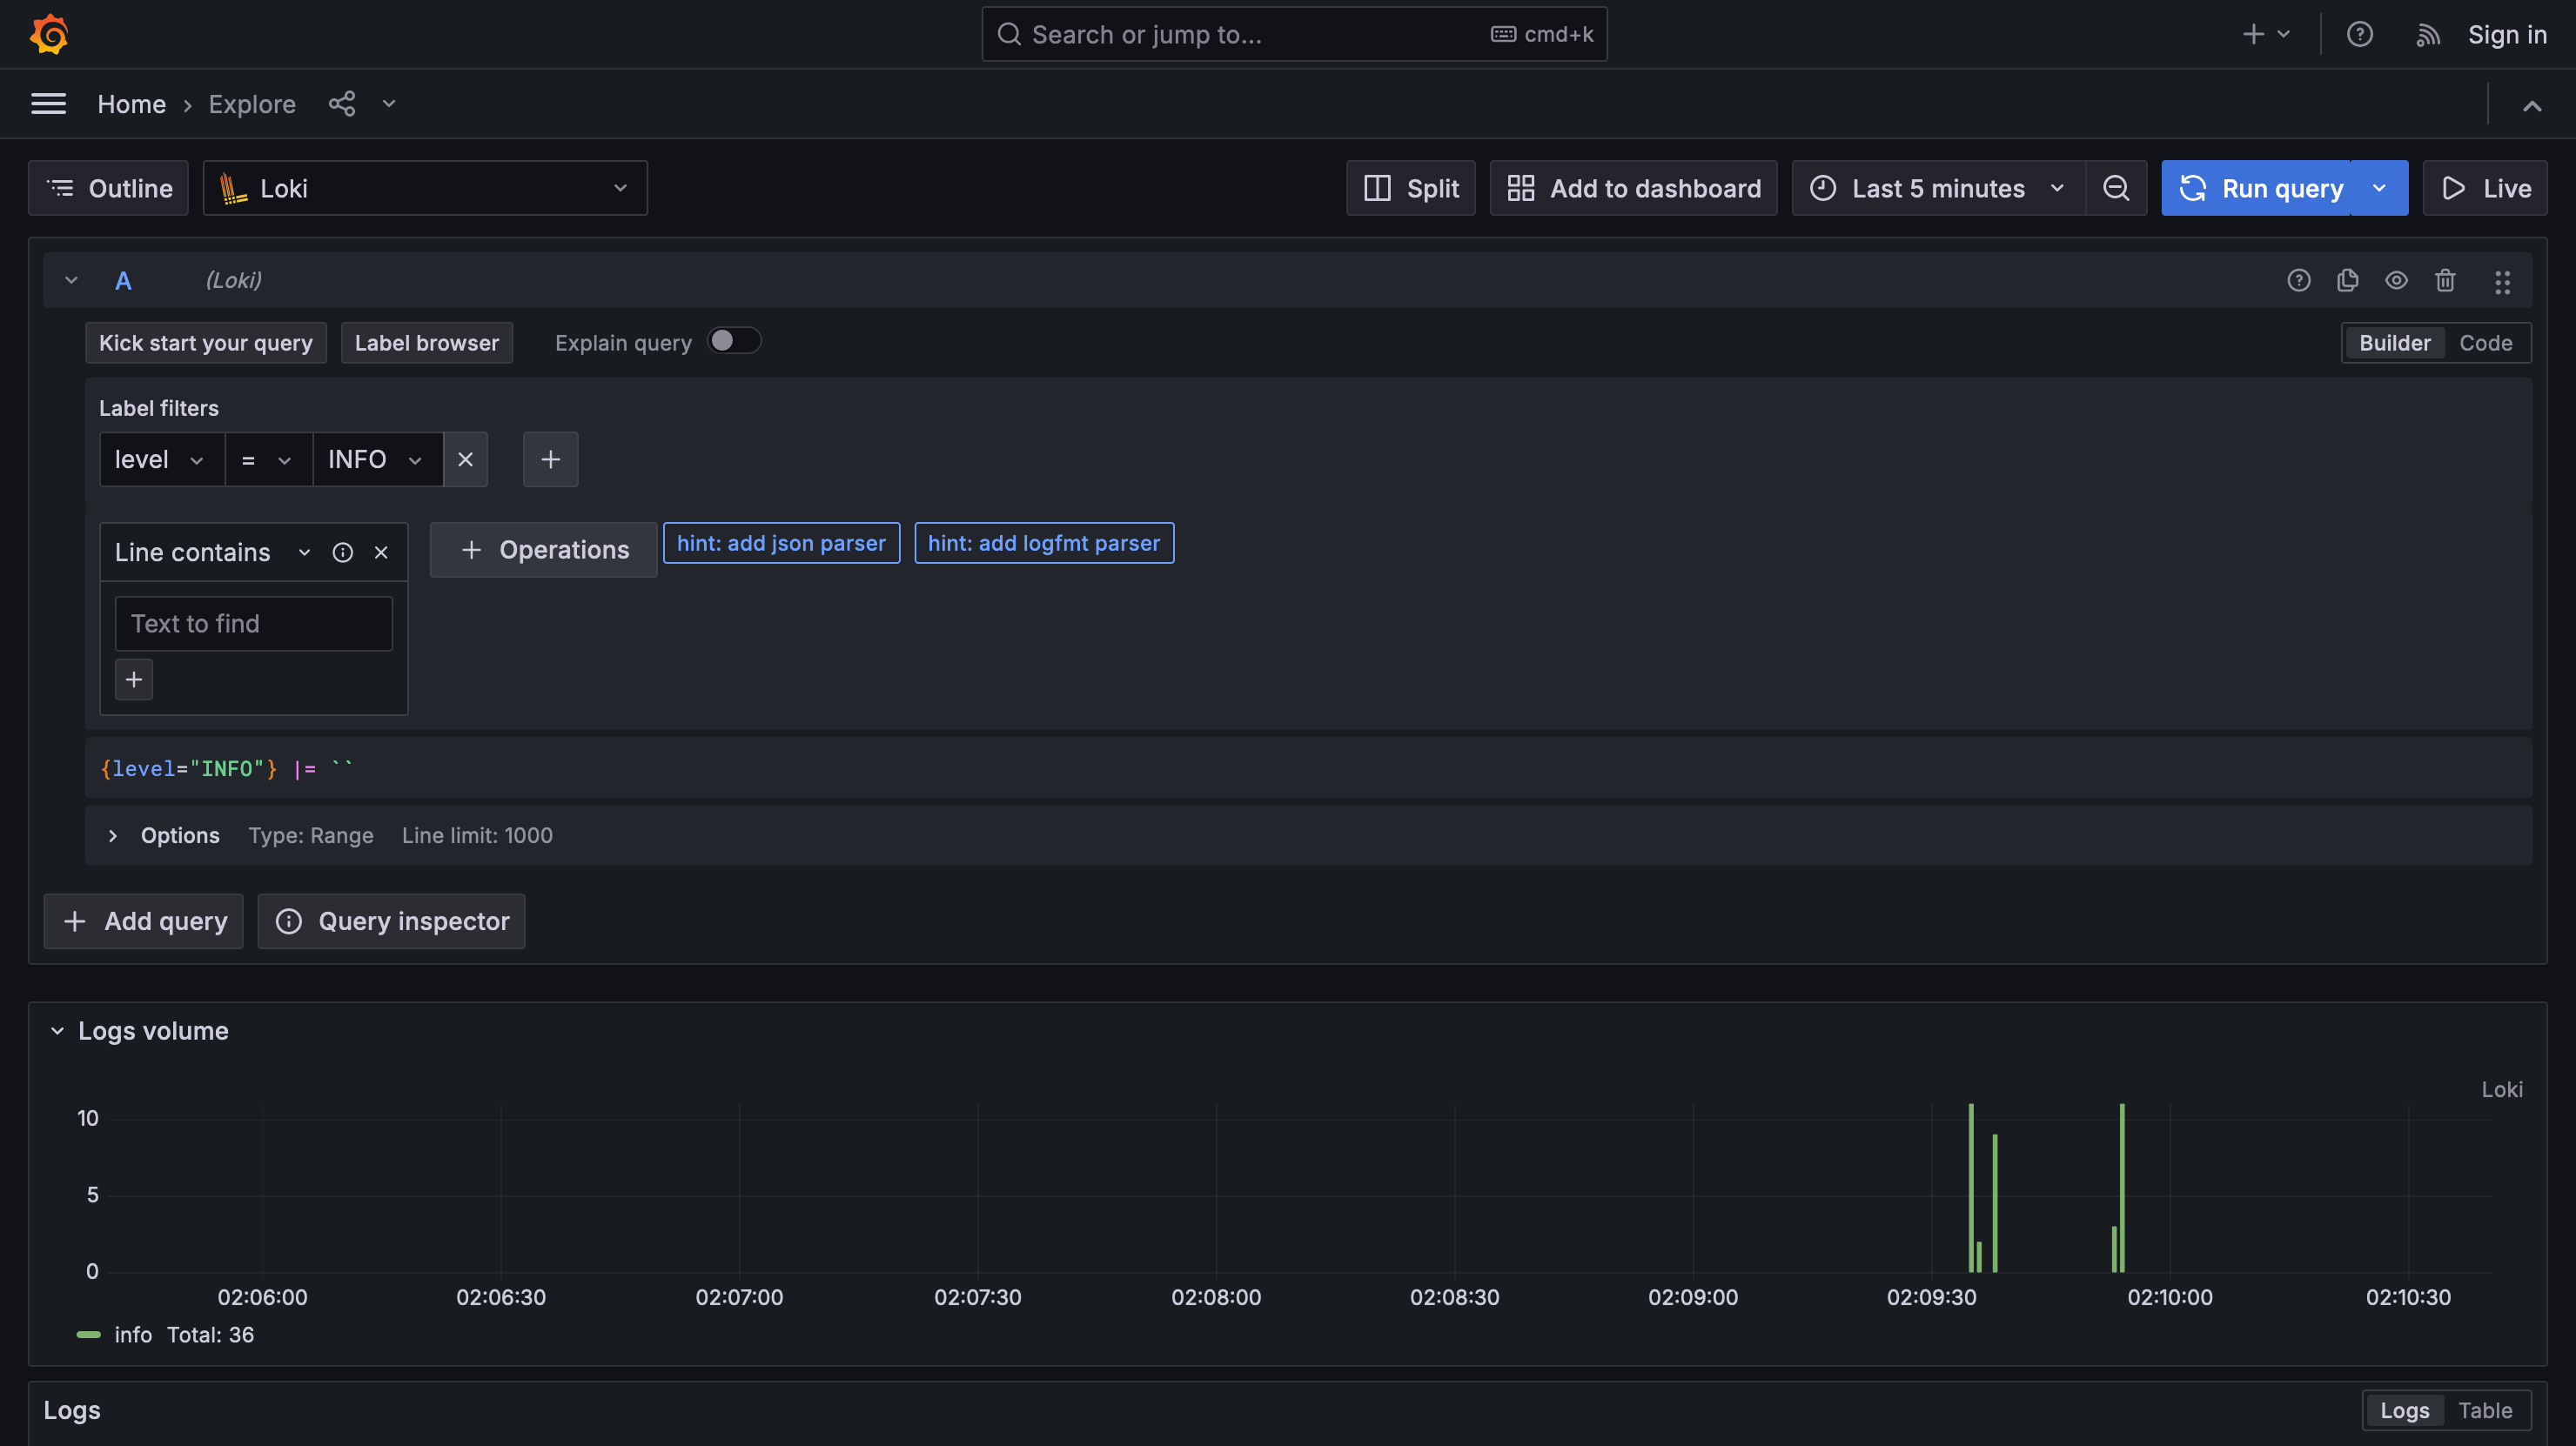 Search or jump to... cmd+k Sign in
Home › Explore
Outline Loki Split Add to dashboard Last 5 minutes Run query Live
A (Loki)
Kick start your query Label browser Explain query Builder Code
Label filters
level = INFO
Line contains Operations hint: add json parser hint: add logfmt parser
Text to find
{level="INFO"} |= ``
Options Type: Range Line limit: 1000
Add query Query inspector
Logs volume
Loki
10
5
0
02:06:00 02:06:30 02:07:00 02:07:30 02:08:00 02:08:30 02:09:00 02:09:30 02:10:00 02:10:30
info Total: 36
Logs Logs Table